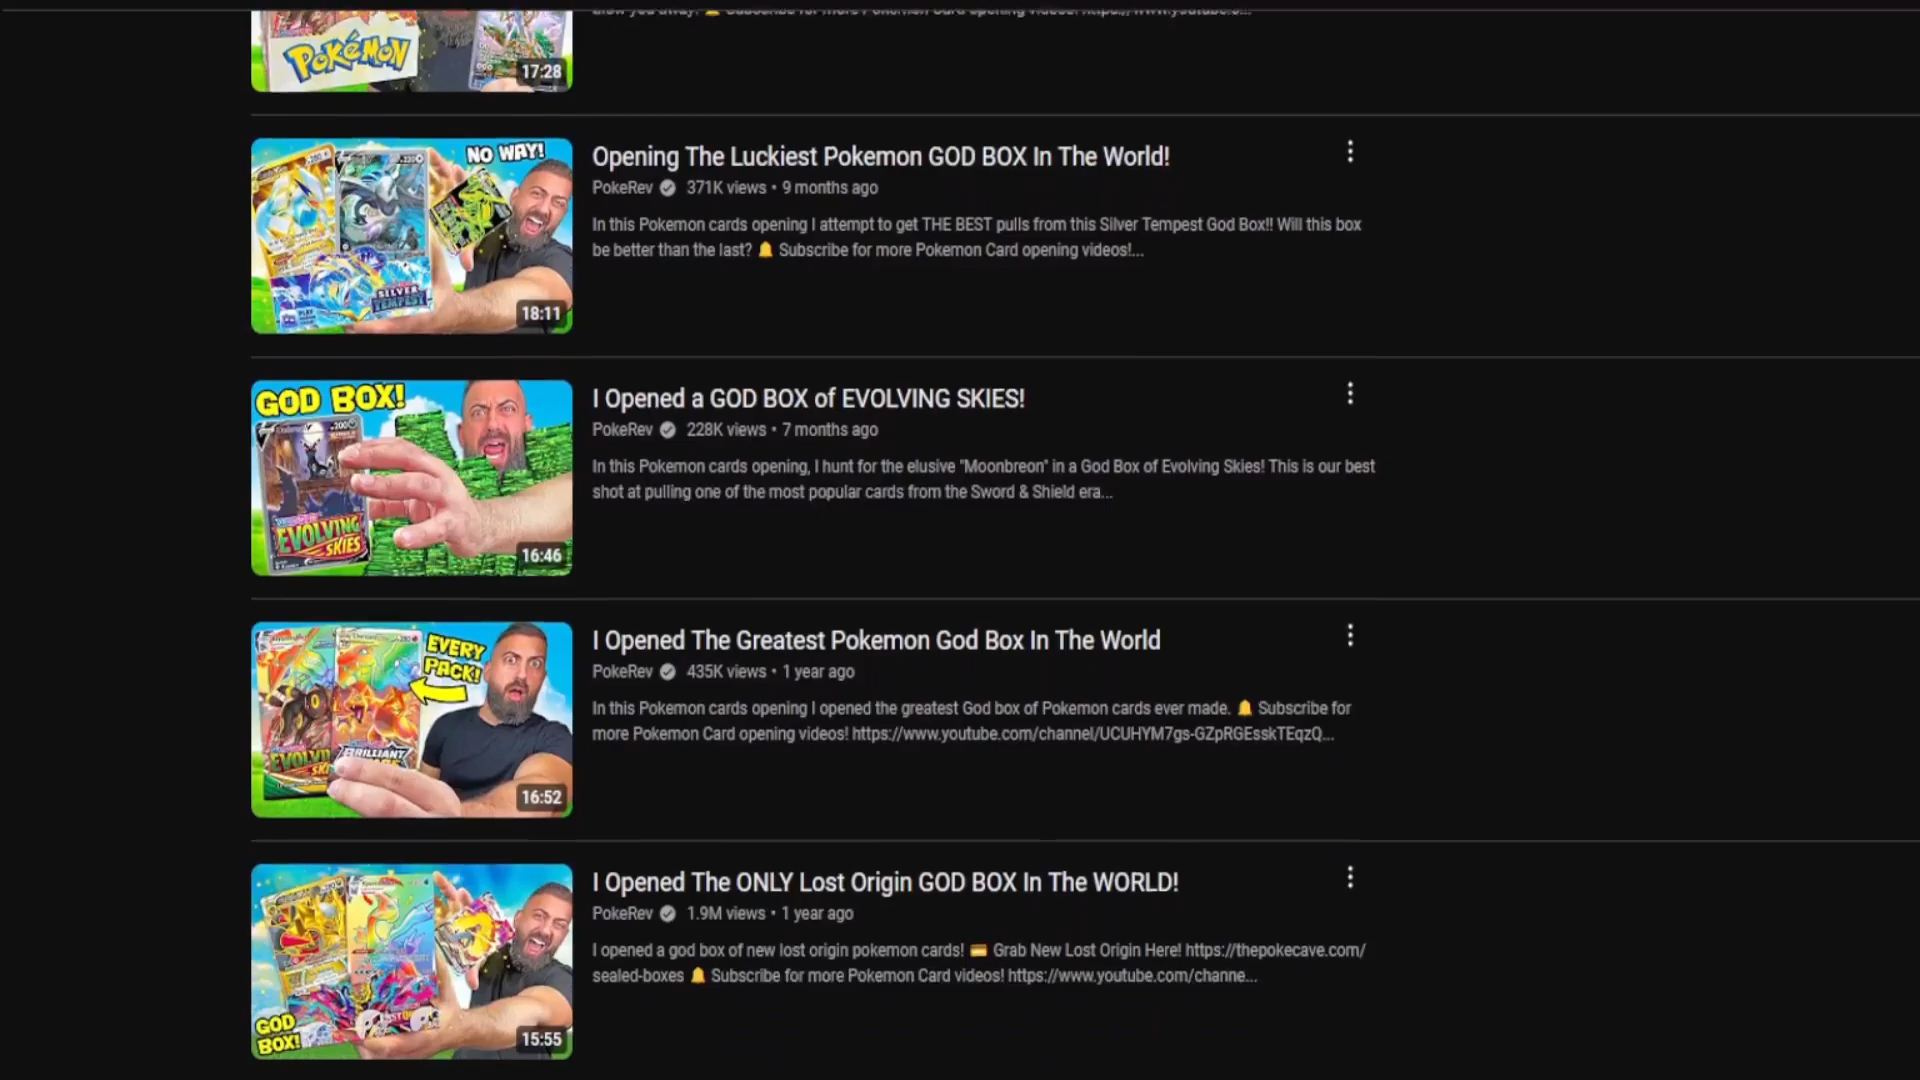 POKéMON
17:28
NO WAY!
SILVER
TEMPEST
18:11
Opening The Luckiest Pokemon GOD BOX In The World!
PokeRev 371K views • 9 months ago
In this Pokemon cards opening I attempt to get THE BEST pulls from this Silver Tempest God Box!! Will this box
be better than the last? 🔔 Subscribe for more Pokemon Card opening videos!...
GOD BOX!
EVOLVING
SKIES
16:46
I Opened a GOD BOX of EVOLVING SKIES!
PokeRev 228K views • 7 months ago
In this Pokemon cards opening, I hunt for the elusive "Moonbreon" in a God Box of Evolving Skies! This is our best
shot at pulling one of the most popular cards from the Sword & Shield era...
EVERY
PACK!
BRILLIANT
16:52
I Opened The Greatest Pokemon God Box In The World
PokeRev 435K views • 1 year ago
In this Pokemon cards opening I opened the greatest God box of Pokemon cards ever made. 🔔 Subscribe for
more Pokemon Card opening videos! https://www.youtube.com/channel/UCUHYM7gs-GZpRGEsskTEqzQ...
GOD
BOX!
15:55
I Opened The ONLY Lost Origin GOD BOX In The WORLD!
PokeRev 1.9M views • 1 year ago
I opened a god box of new lost origin pokemon cards! 💳 Grab New Lost Origin Here! https://thepokecave.com/
sealed-boxes 🔔 Subscribe for more Pokemon Card videos! https://www.youtube.com/channe...